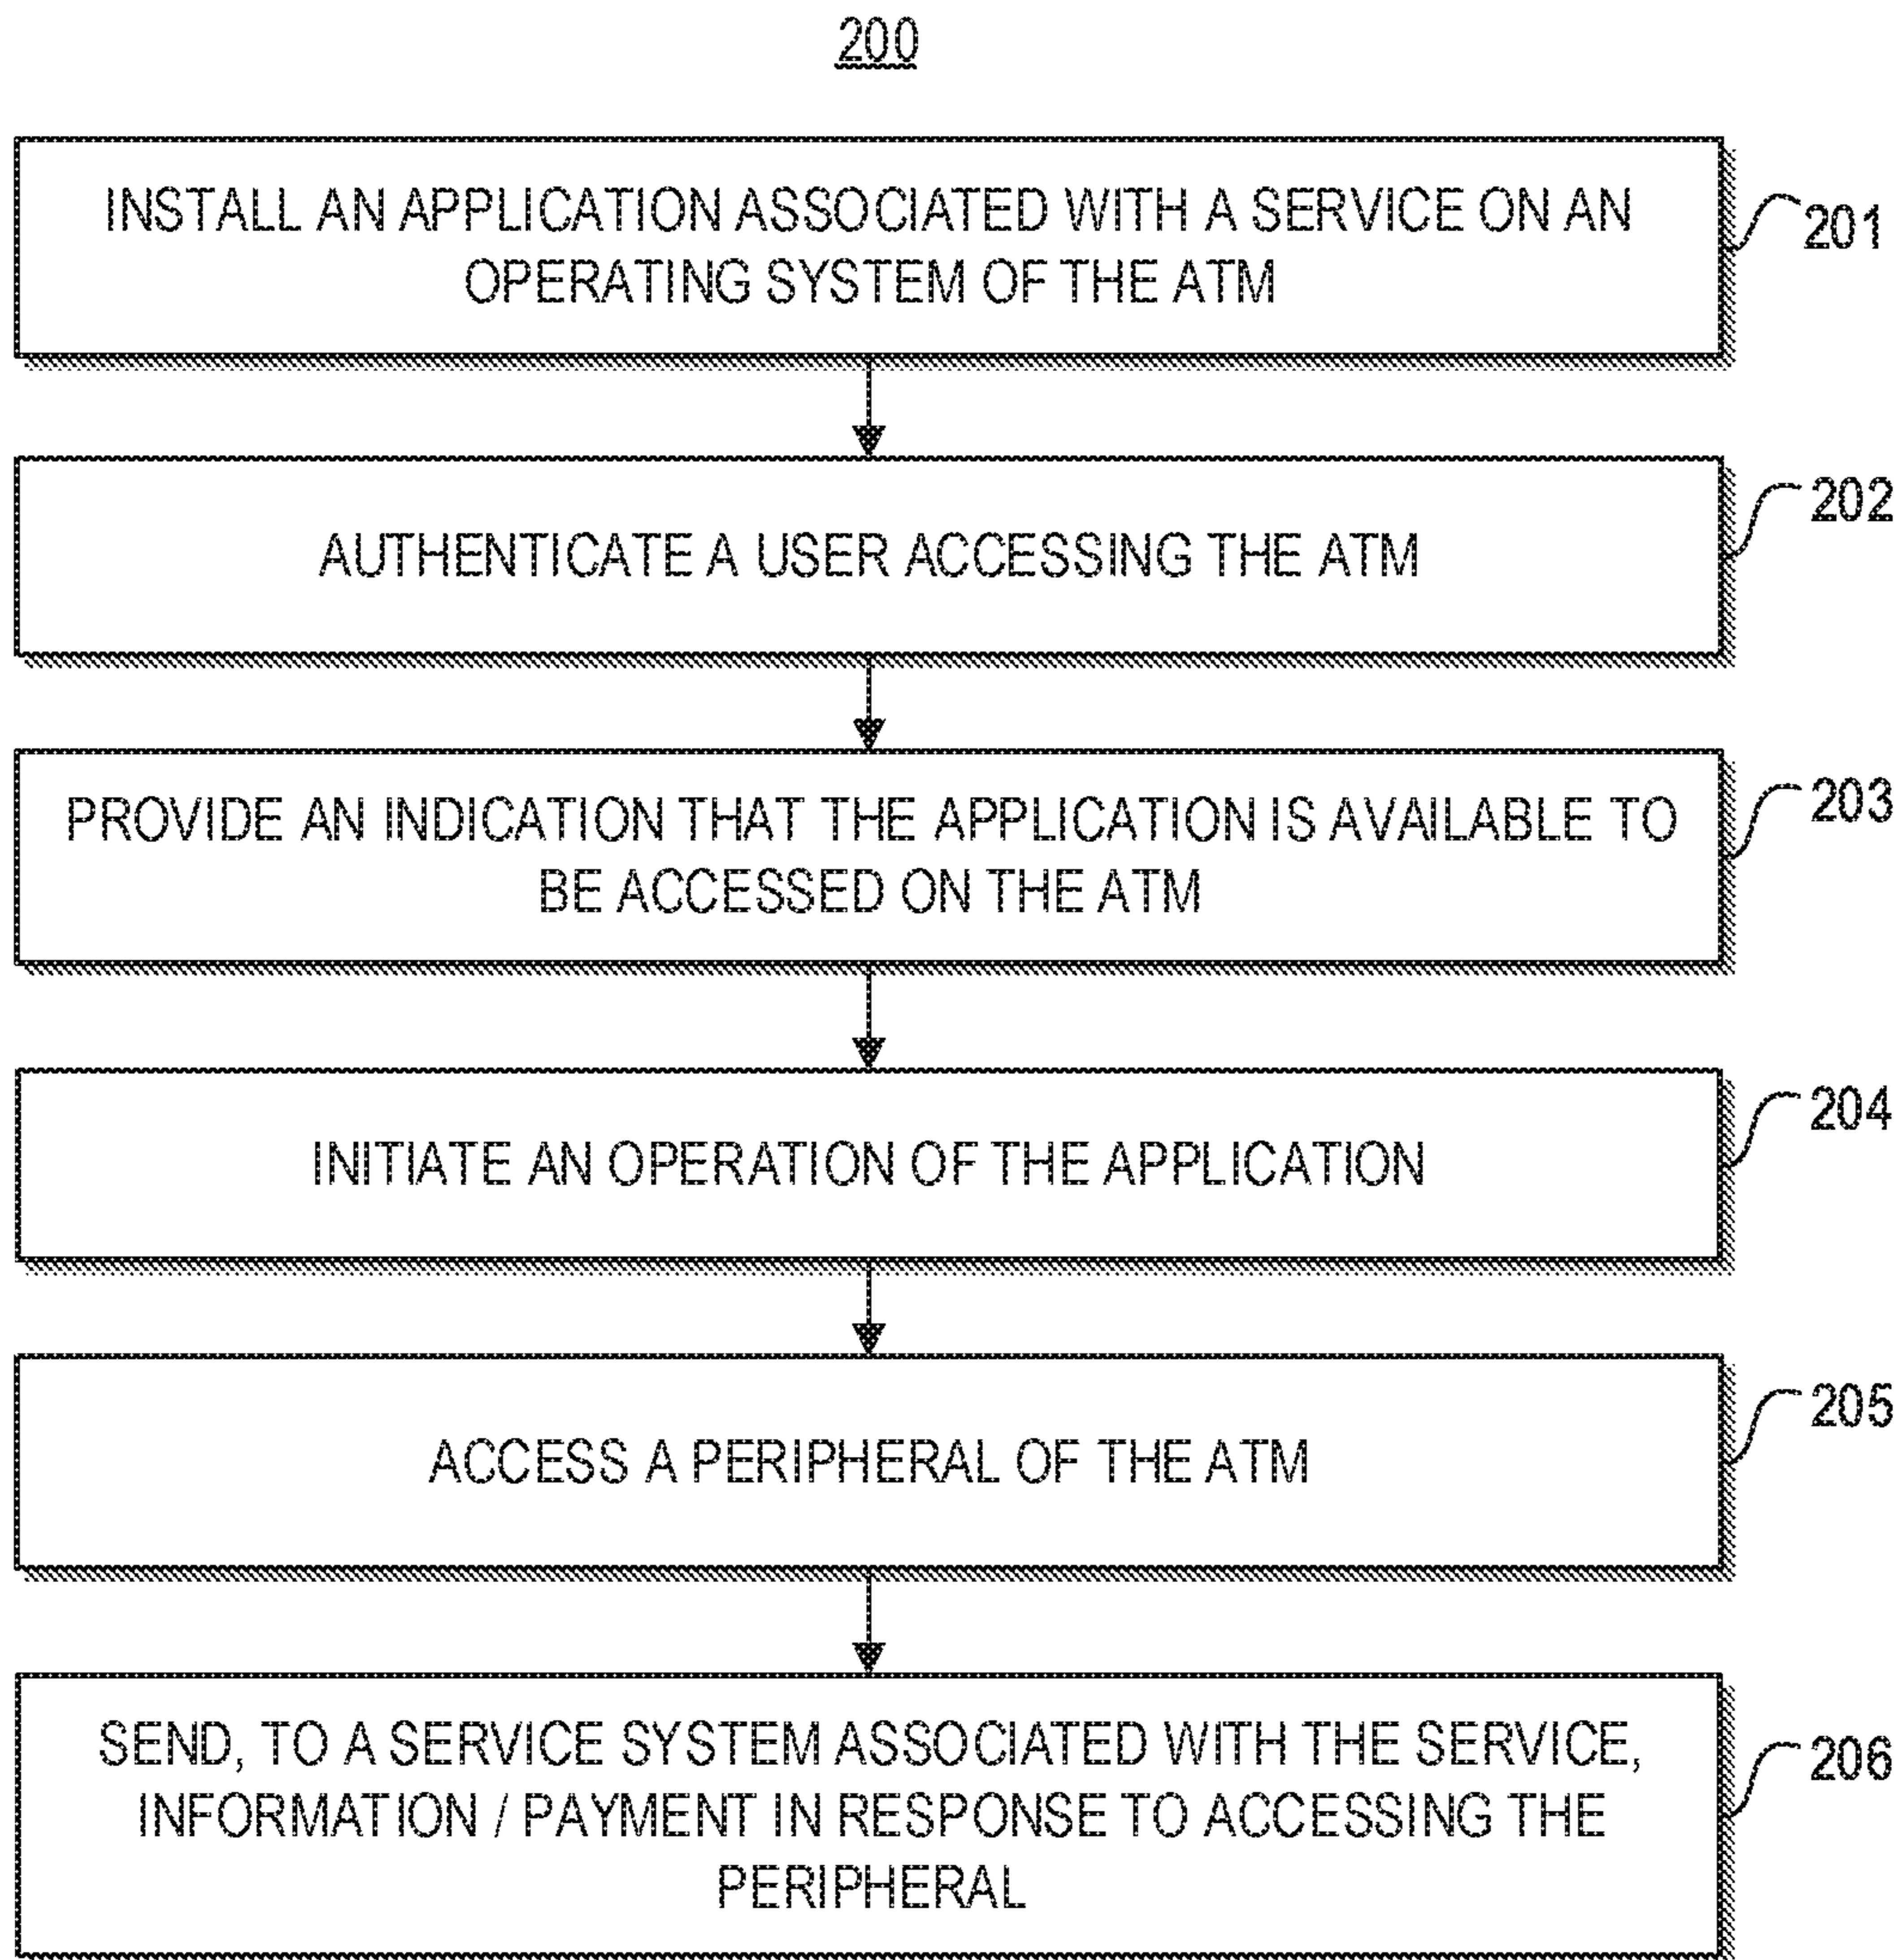 200
INSTALL AN APPLICATION ASSOCIATED WITH A SERVICE ON AN
OPERATING SYSTEM OF THE ATM
201
AUTHENTICATE A USER ACCESSING THE ATM
202
PROVIDE AN INDICATION THAT THE APPLICATION IS AVAILABLE TO
BE ACCESSED ON THE ATM
203
INITIATE AN OPERATION OF THE APPLICATION
204
ACCESS A PERIPHERAL OF THE ATM
205
SEND, TO A SERVICE SYSTEM ASSOCIATED WITH THE SERVICE,
INFORMATION / PAYMENT IN RESPONSE TO ACCESSING THE
PERIPHERAL
206